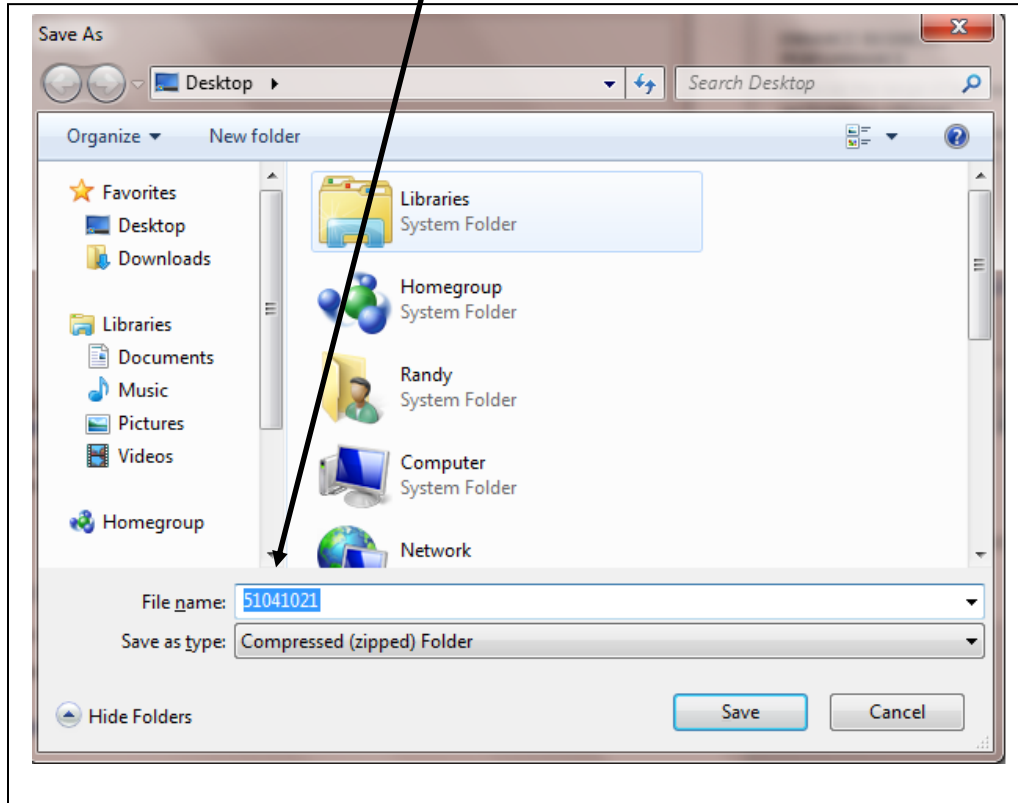 Save As
Desktop
Search Desktop
Organize New folder
Favorites
Desktop
Downloads
Libraries
Documents
Music
Pictures
Videos
Homegroup
Libraries
System Folder
Homegroup
System Folder
Randy
System Folder
Computer
System Folder
Network
File name: 51041021
Save as type: Compressed (zipped) Folder
Hide Folders
Save Cancel